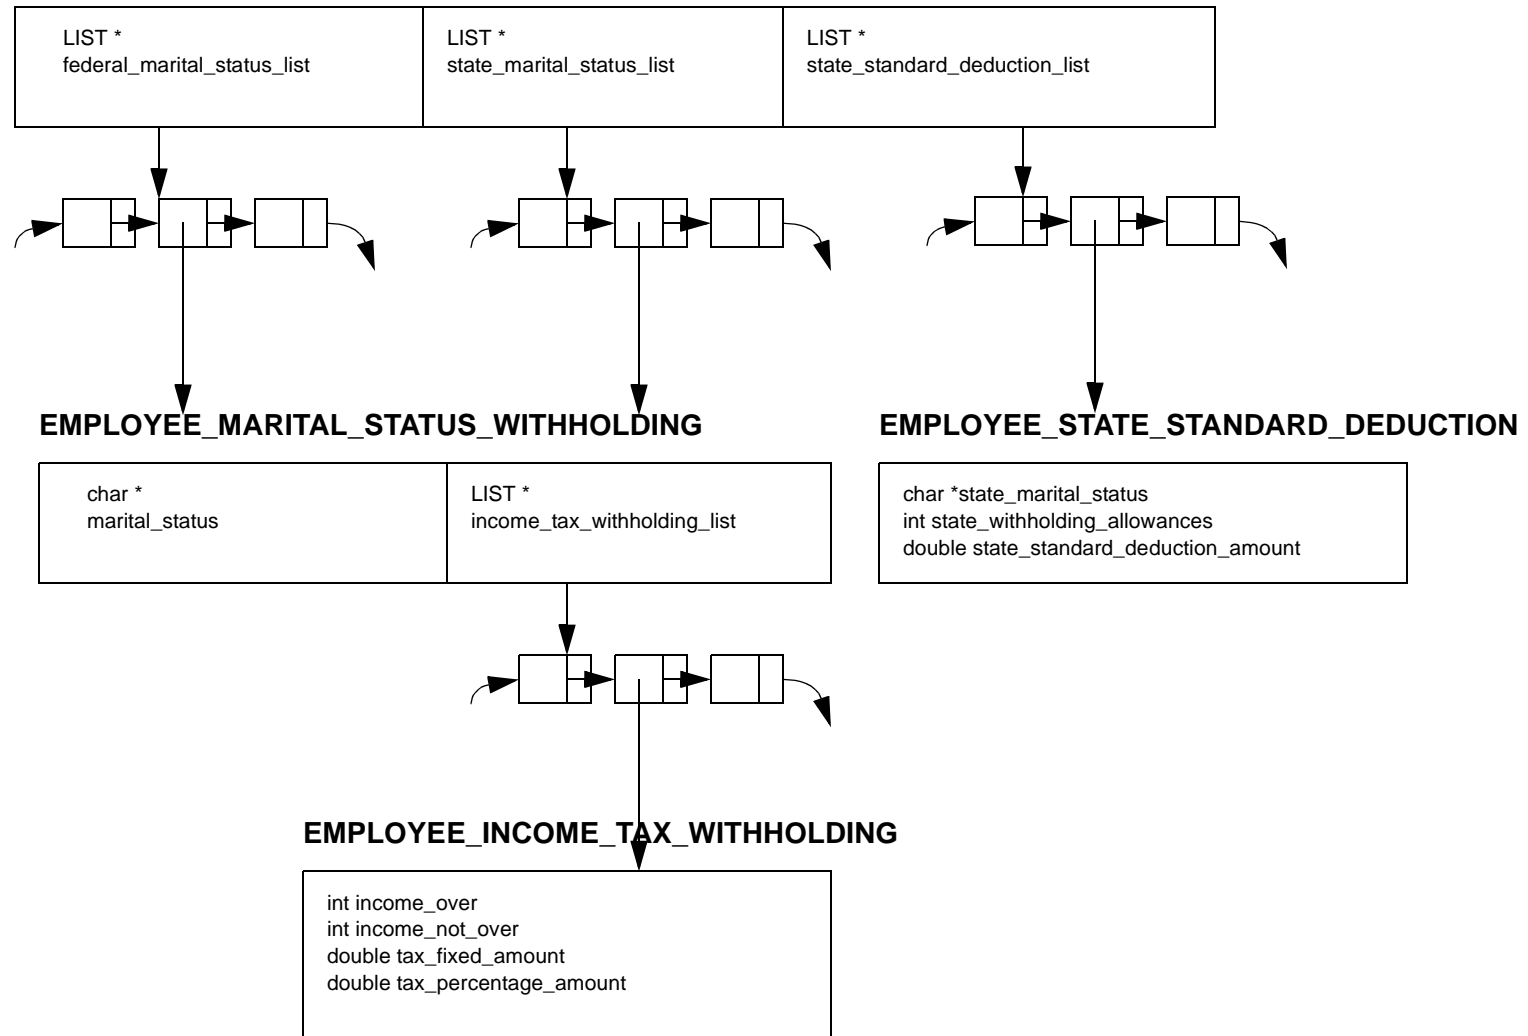 LIST *
federal_marital_status_list
LIST *
state_marital_status_list
LIST *
state_standard_deduction_list
EMPLOYEE_MARITAL_STATUS_WITHHOLDING
EMPLOYEE_STATE_STANDARD_DEDUCTION
char *
marital_status
LIST *
income_tax_withholding_list
char *state_marital_status
int state_withholding_allowances
double state_standard_deduction_amount
EMPLOYEE_INCOME_TAX_WITHHOLDING
int income_over
int income_not_over
double tax_fixed_amount
double tax_percentage_amount